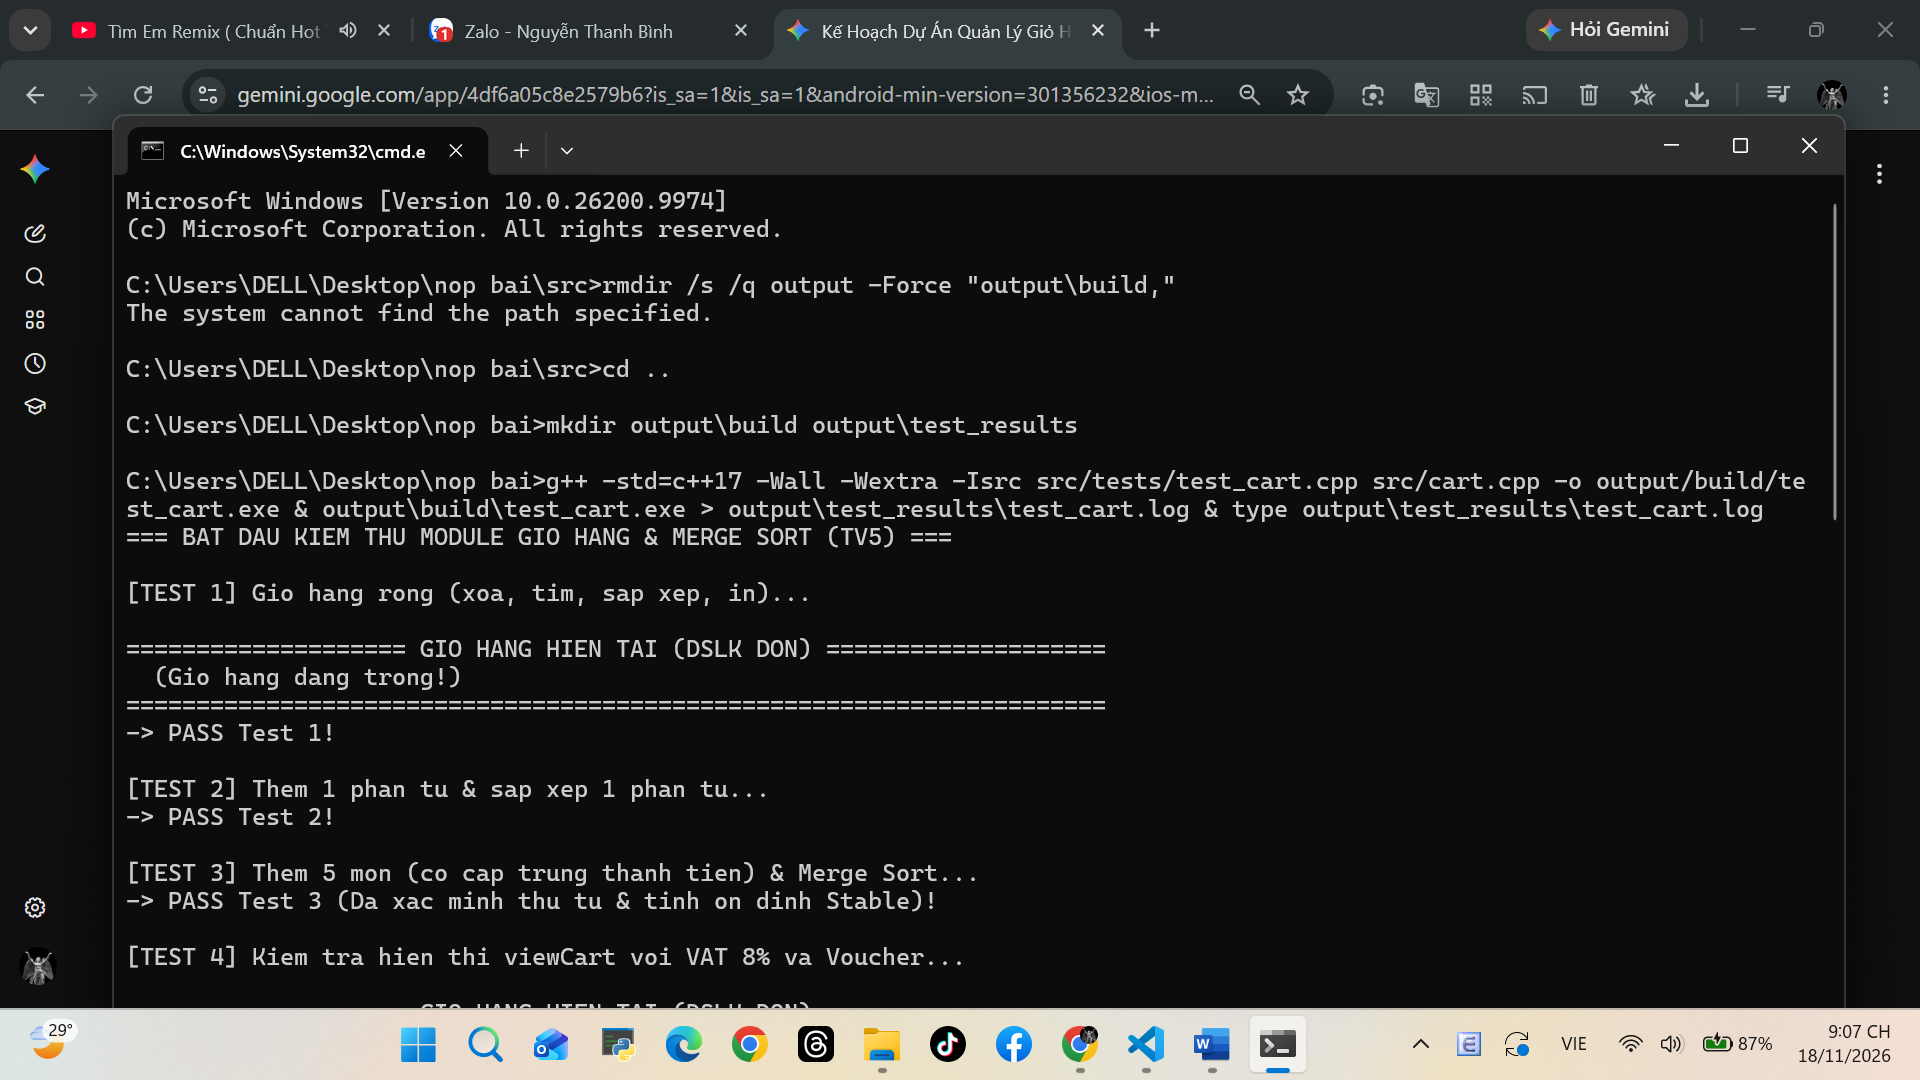 Tìm Em Remix ( Chuẩn Hot
Zalo - Nguyễn Thanh Bình
Kế Hoạch Dự Án Quản Lý Giỏ H
Hỏi Gemini
gemini.google.com/app/4df6a05c8e2579b6?is_sa=1&is_sa=1&android-min-version=301356232&ios-m...
C:\Windows\System32\cmd.e
Microsoft Windows [Version 10.0.26200.9974]
(c) Microsoft Corporation. All rights reserved.
C:\Users\DELL\Desktop\nop bai\src>rmdir /s /q output -Force "output\build,"
The system cannot find the path specified.
C:\Users\DELL\Desktop\nop bai\src>cd ..
C:\Users\DELL\Desktop\nop bai>mkdir output\build output\test_results
C:\Users\DELL\Desktop\nop bai>g++ -std=c++17 -Wall -Wextra -Isrc src/tests/test_cart.cpp src/cart.cpp -o output/build/te
st_cart.exe & output\build\test_cart.exe > output\test_results\test_cart.log & type output\test_results\test_cart.log
=== BAT DAU KIEM THU MODULE GIO HANG & MERGE SORT (TV5) ===
[TEST 1] Gio hang rong (xoa, tim, sap xep, in)...
==================== GIO HANG HIEN TAI (DSLK DON) ====================
(Gio hang dang trong!)
======================================================================
-> PASS Test 1!
[TEST 2] Them 1 phan tu & sap xep 1 phan tu...
-> PASS Test 2!
[TEST 3] Them 5 mon (co cap trung thanh tien) & Merge Sort...
-> PASS Test 3 (Da xac minh thu tu & tinh on dinh Stable)!
[TEST 4] Kiem tra hien thi viewCart voi VAT 8% va Voucher...
GIO HANG HIEN TAI (DSLK DON)
29°
VIE
87%
9:07 CH
18/11/2026